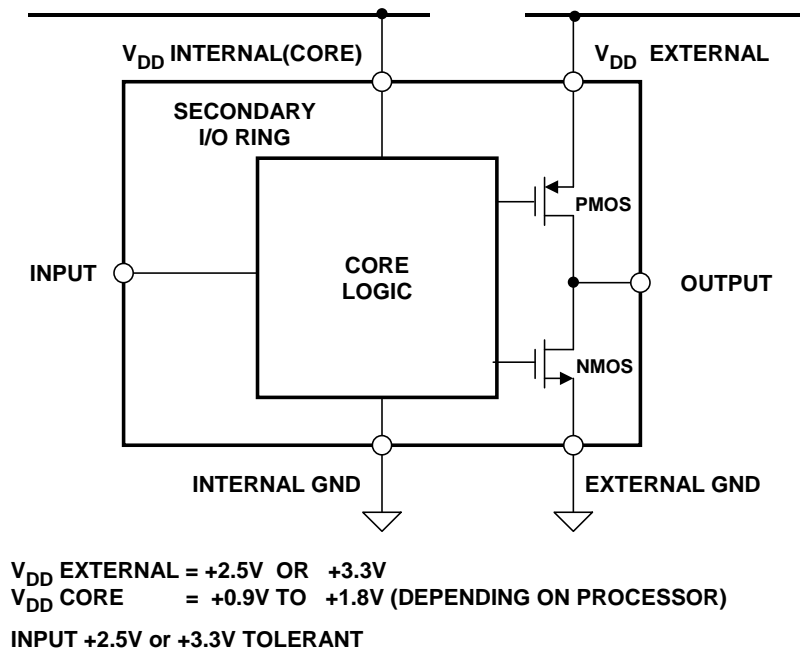 V_DD INTERNAL(CORE)
V_DD EXTERNAL
SECONDARY
I/O RING
PMOS
INPUT
CORE
LOGIC
OUTPUT
NMOS
INTERNAL GND
EXTERNAL GND
V_DD EXTERNAL = +2.5V OR +3.3V
V_DD CORE = +0.9V TO +1.8V (DEPENDING ON PROCESSOR)
INPUT +2.5V or +3.3V TOLERANT